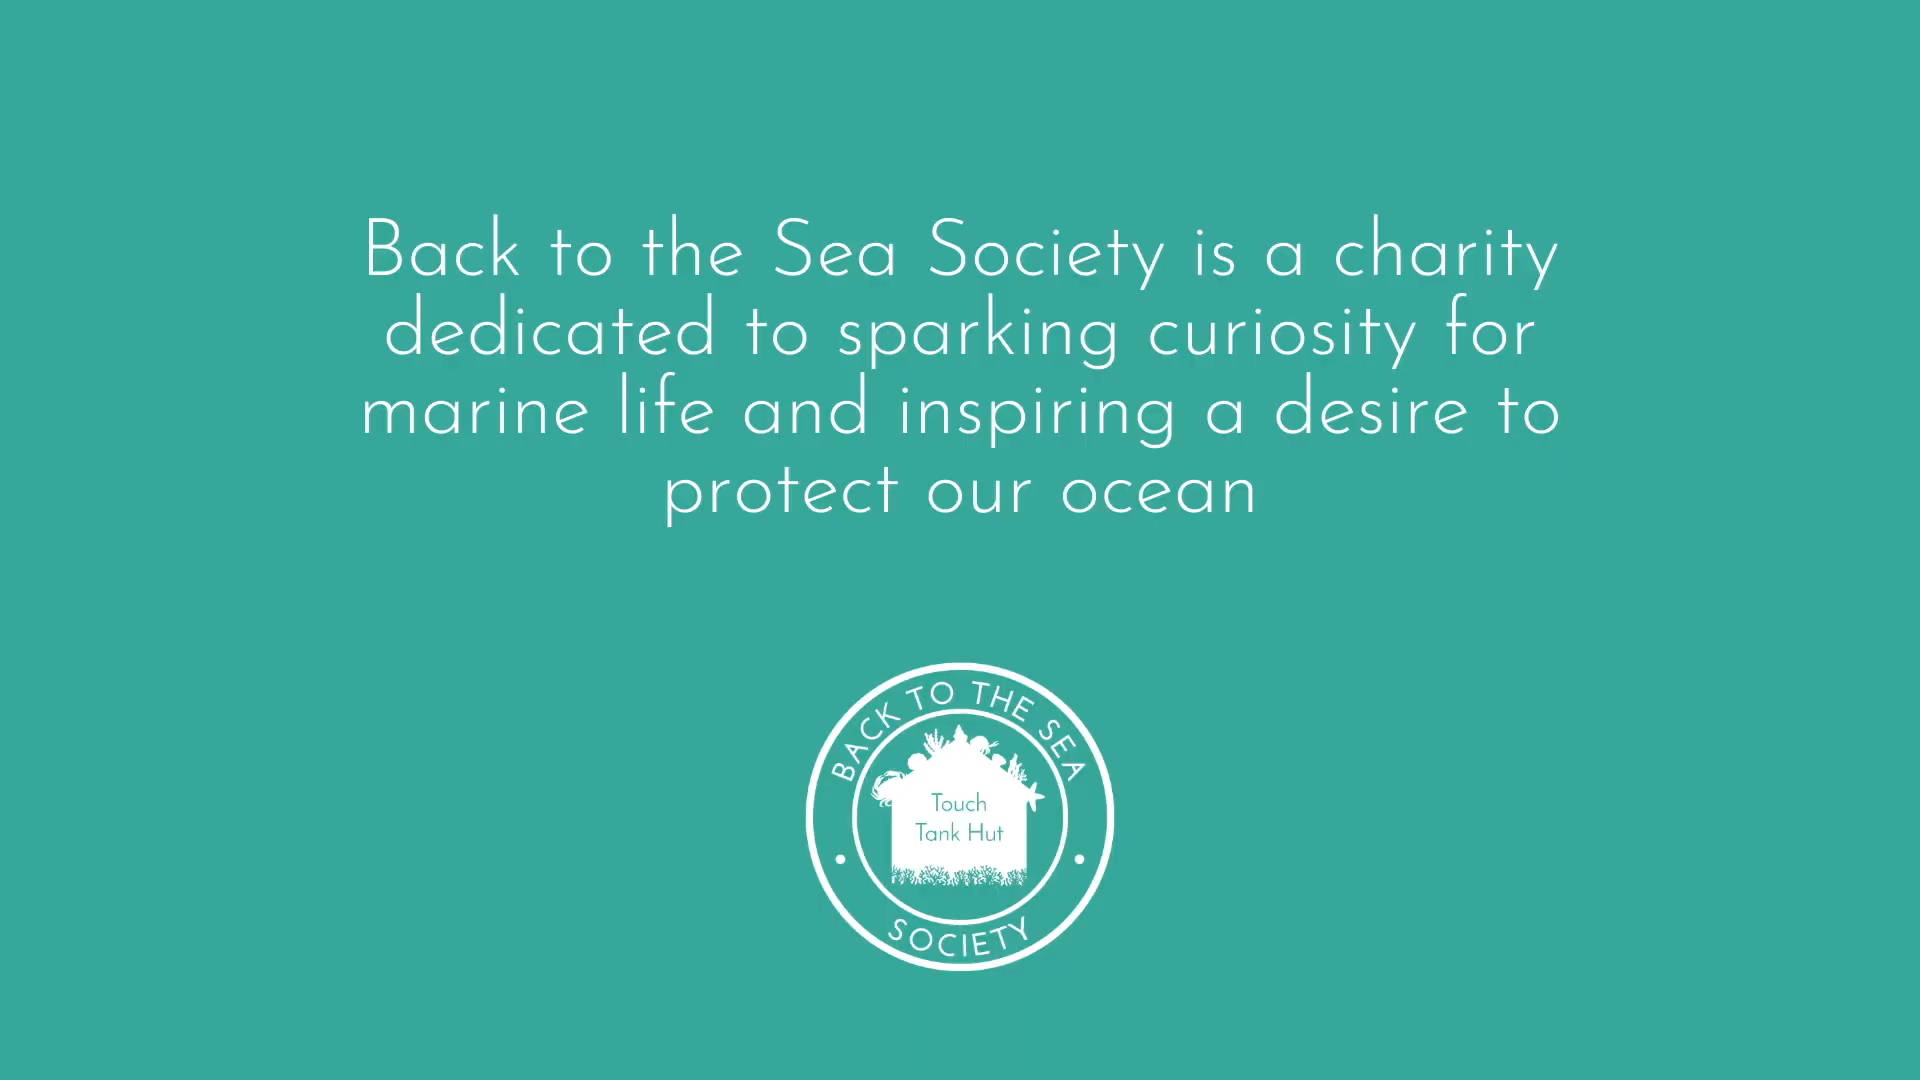 Back to the Sea Society is a charity
dedicated to sparking curiosity for
marine life and inspiring a desire to
protect our ocean
BACK TO THE SEA
Touch
Tank Hut
SOCIETY